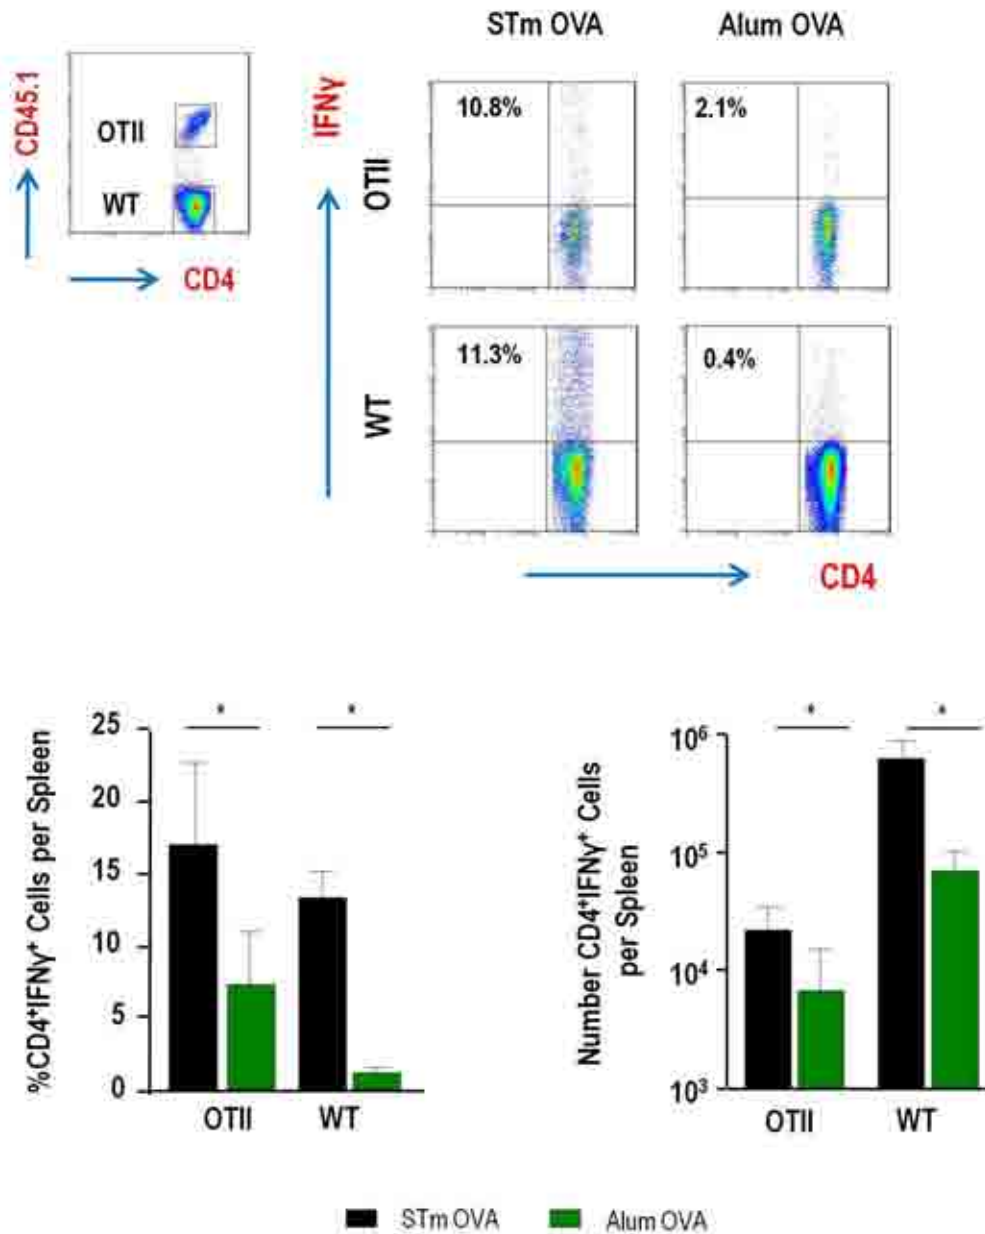 STm OVA
Alum OVA
CD45.1
OTII
WT
CD4
IFNγ
OTII
10.8%
2.1%
WT
11.3%
0.4%
CD4
%CD4⁺IFNγ⁺ Cells per Spleen
25
20
15
10
5
0
*
*
OTII
WT
Number CD4⁺IFNγ⁺ Cells
per Spleen
10⁶
10⁵
10⁴
10³
*
*
OTII
WT
STm OVA
Alum OVA